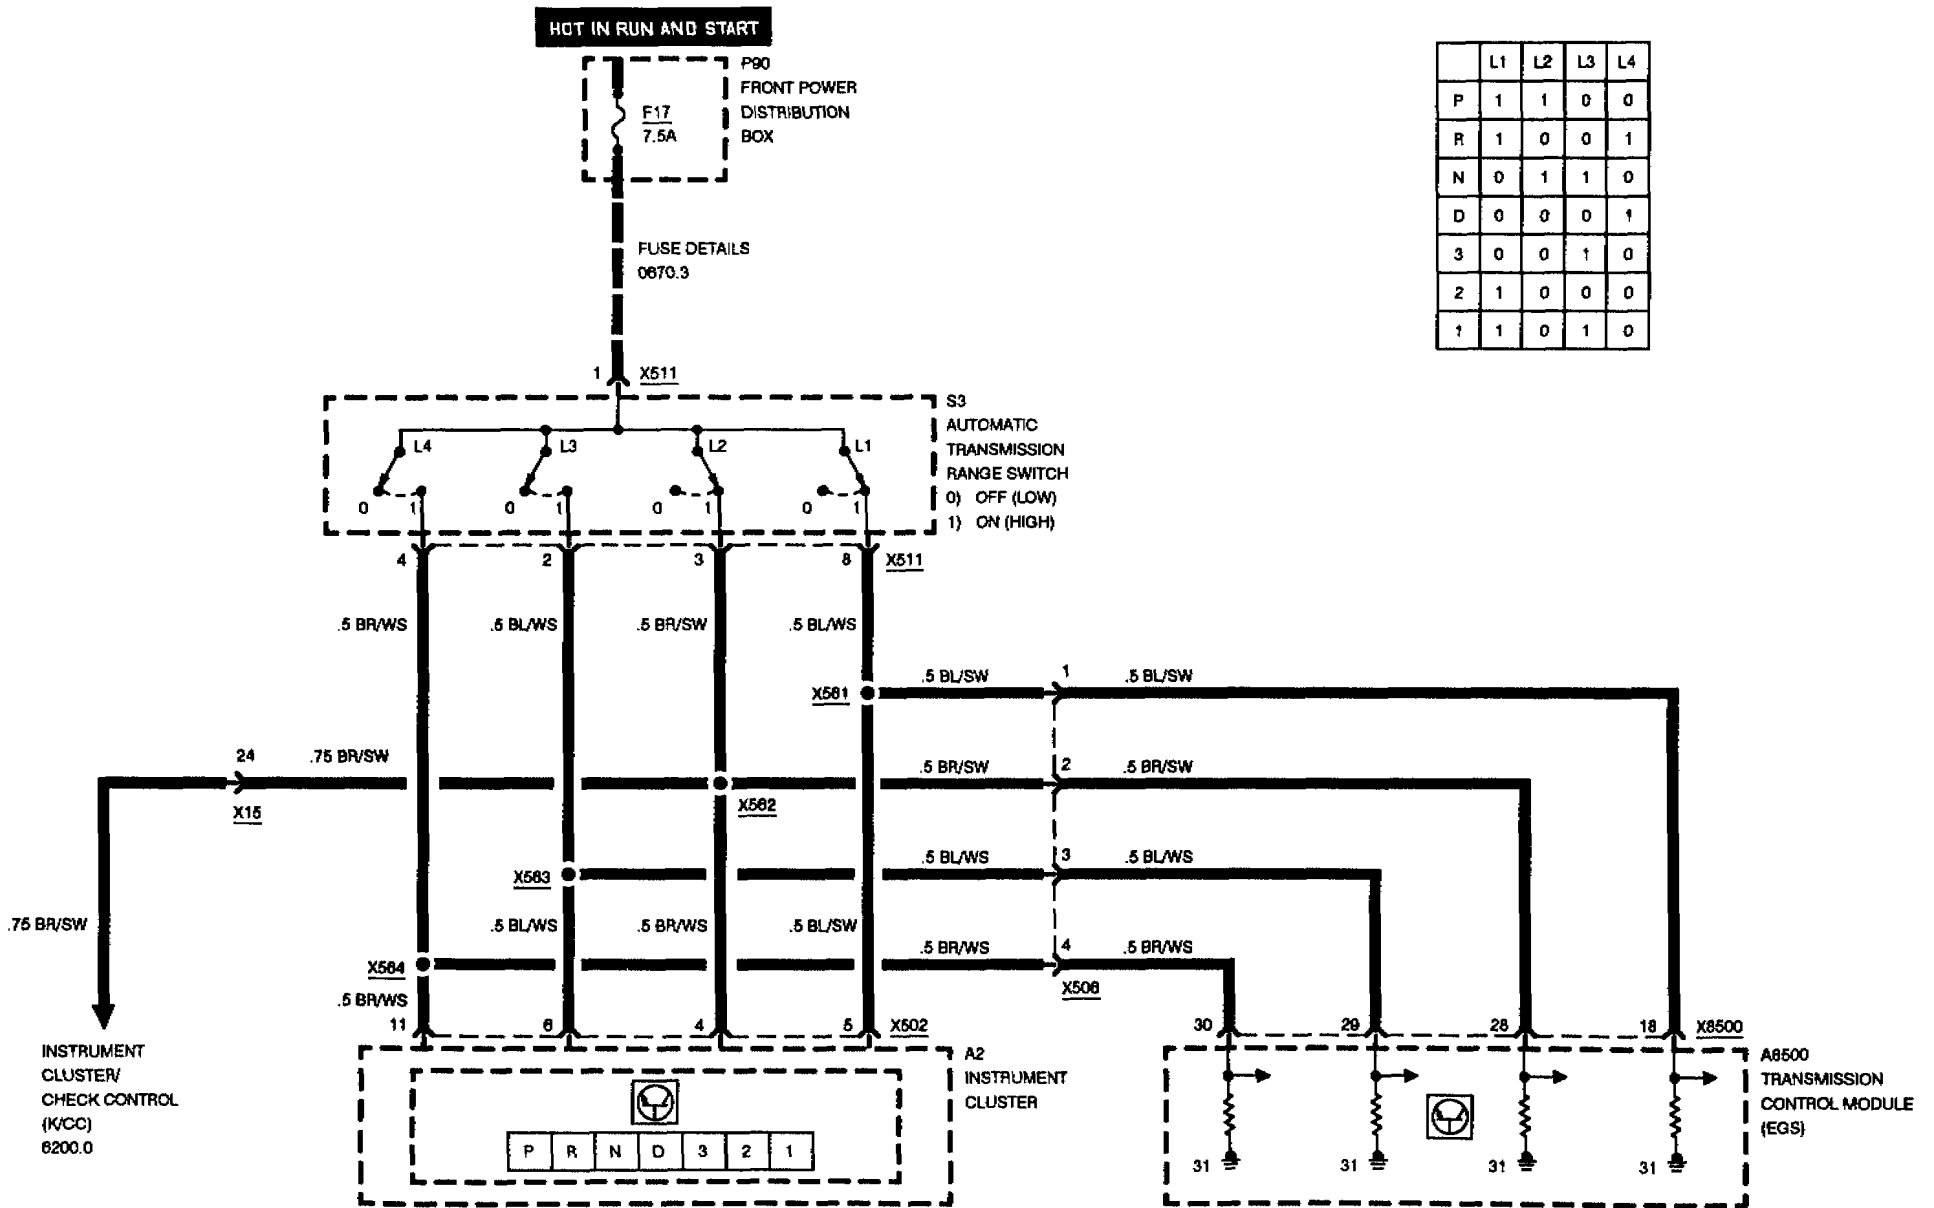 HOT IN RUN AND START
P90
FRONT POWER
DISTRIBUTION
BOX
F17
7.5A
FUSE DETAILS
0670.3
L1 L2 L3 L4
P 1 1 0 0
R 1 0 0 1
N 0 1 1 0
D 0 0 0 1
3 0 0 1 0
2 1 0 0 0
1 1 0 1 0
1 X511
S3
AUTOMATIC
TRANSMISSION
RANGE SWITCH
0) OFF (LOW)
1) ON (HIGH)
L4 L3 L2 L1
0 1 0 1 0 1 0 1
4 2 3 8 X511
.5 BR/WS .5 BL/WS .5 BR/SW .5 BL/WS
X561 .5 BL/SW 1 .5 BL/SW
24 .75 BR/SW .5 BR/SW 2 .5 BR/SW
X15 X562
X563 .5 BL/WS 3 .5 BL/WS
.75 BR/SW .5 BL/WS .5 BR/WS .5 BL/SW
X564 .5 BR/WS 4 .5 BR/WS
X506
.5 BR/WS
11 6 4 5 X502
30 29 28 18 X8500
INSTRUMENT
CLUSTER/
CHECK CONTROL
(K/CC)
6200.0
A2
INSTRUMENT
CLUSTER
P R N D 3 2 1
A8500
TRANSMISSION
CONTROL MODULE
(EGS)
31 31 31 31